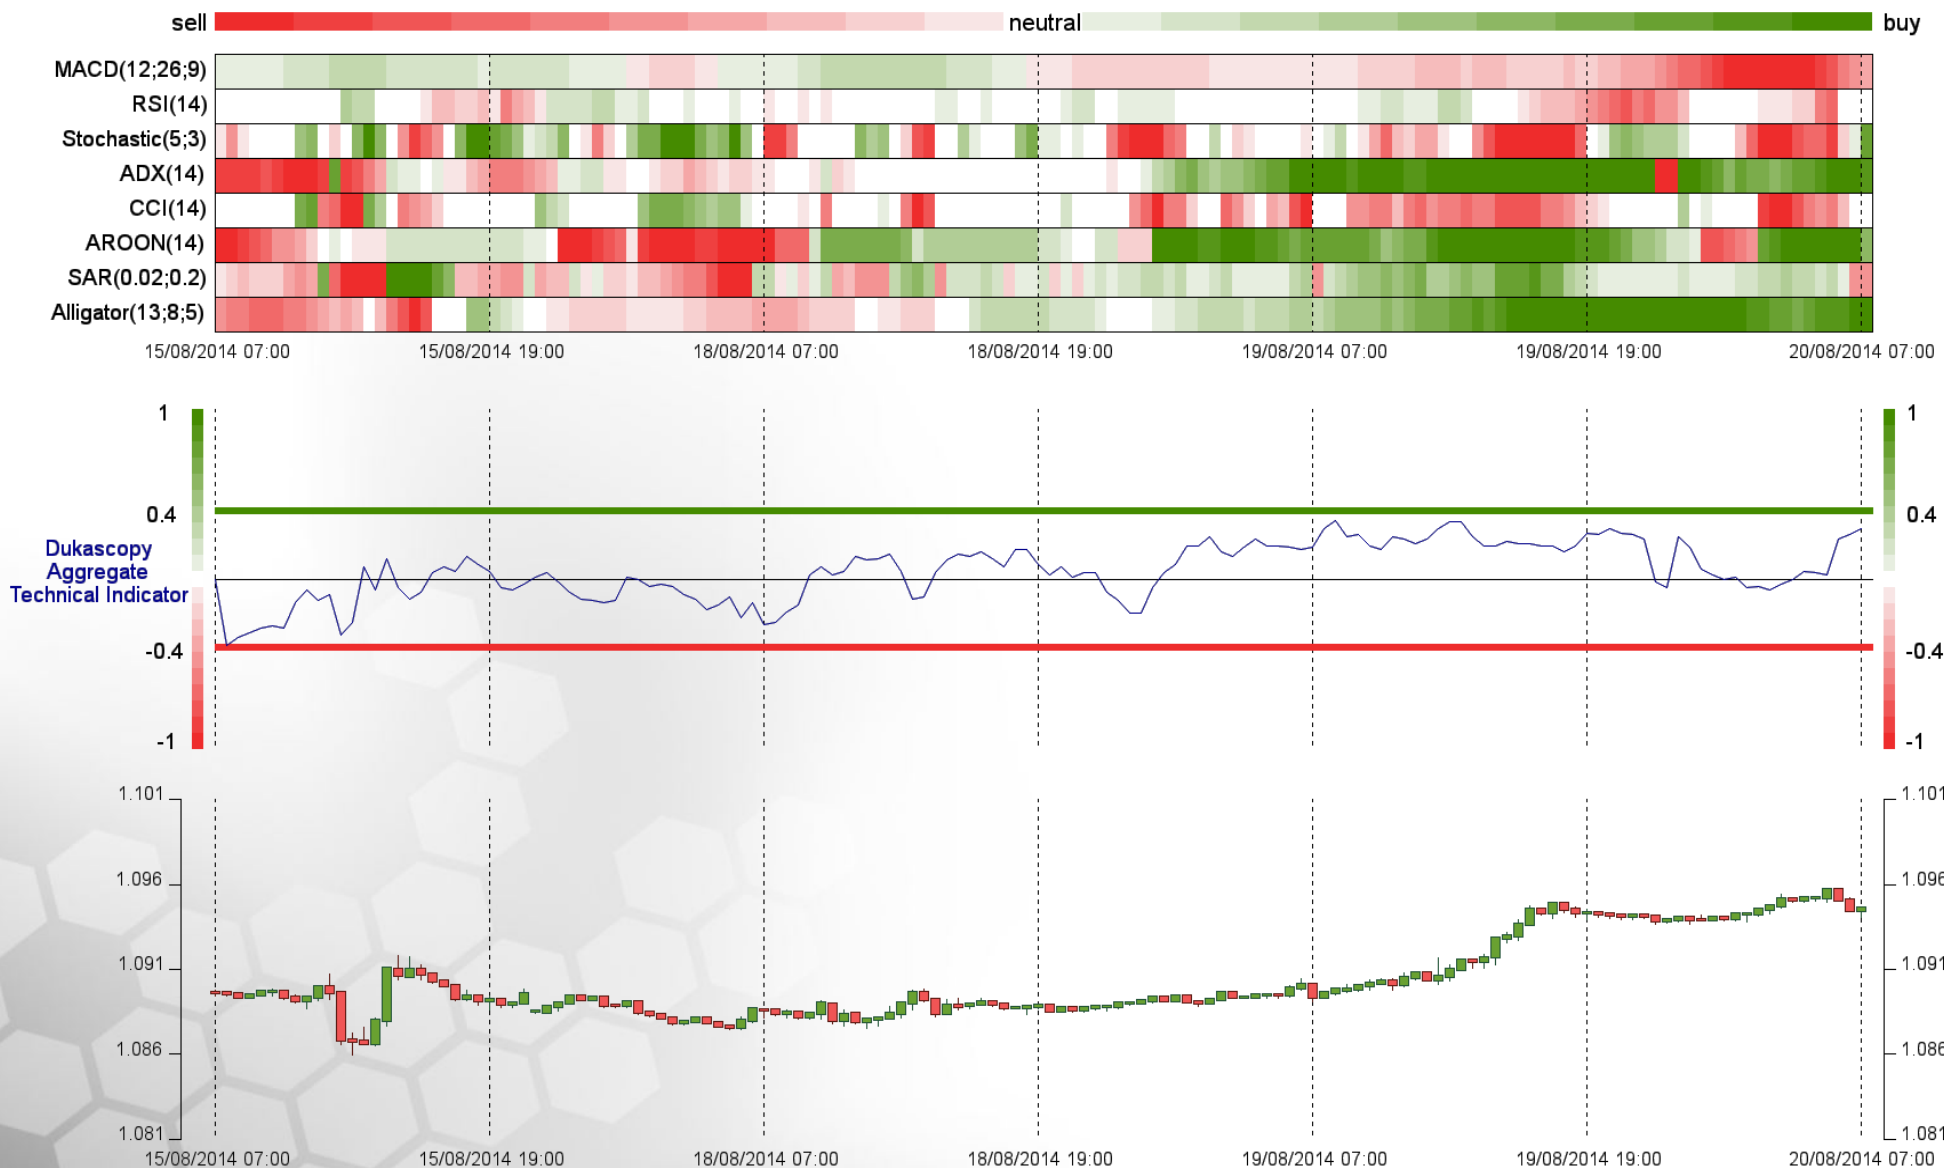 sell neutral buy
MACD(12;26;9)
RSI(14)
Stochastic(5;3)
ADX(14)
CCI(14)
AROON(14)
SAR(0.02;0.2)
Alligator(13;8;5)
15/08/2014 07:00 15/08/2014 19:00 18/08/2014 07:00 18/08/2014 19:00 19/08/2014 07:00 19/08/2014 19:00 20/08/2014 07:00
1 1
0.4 0.4
Dukascopy
Aggregate
Technical Indicator
-0.4 -0.4
-1 -1
1.101 1.101
1.096 1.096
1.091 1.091
1.086 1.086
1.081 1.081
15/08/2014 07:00 15/08/2014 19:00 18/08/2014 07:00 18/08/2014 19:00 19/08/2014 07:00 19/08/2014 19:00 20/08/2014 07:00